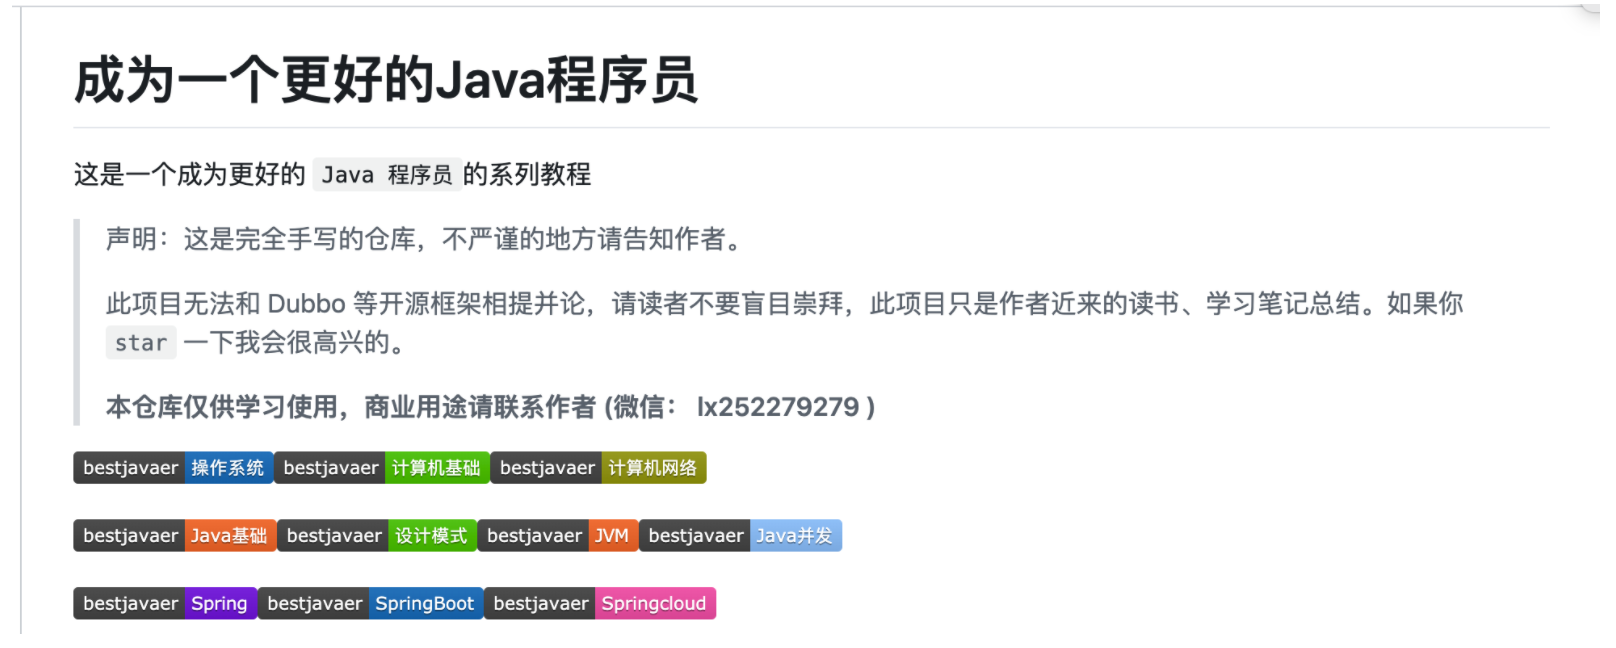 成为一个更好的Java程序员
这是一个成为更好的 Java 程序员 的系列教程
声明：这是完全手写的仓库，不严谨的地方请告知作者。
此项目无法和 Dubbo 等开源框架相提并论，请读者不要盲目崇拜，此项目只是作者近来的读书、学习笔记总结。如果你
star 一下我会很高兴的。
本仓库仅供学习使用，商业用途请联系作者 (微信： lx252279279 )
bestjavaer 操作系统 bestjavaer 计算机基础 bestjavaer 计算机网络
bestjavaer Java基础 bestjavaer 设计模式 bestjavaer JVM bestjavaer Java并发
bestjavaer Spring bestjavaer SpringBoot bestjavaer Springcloud